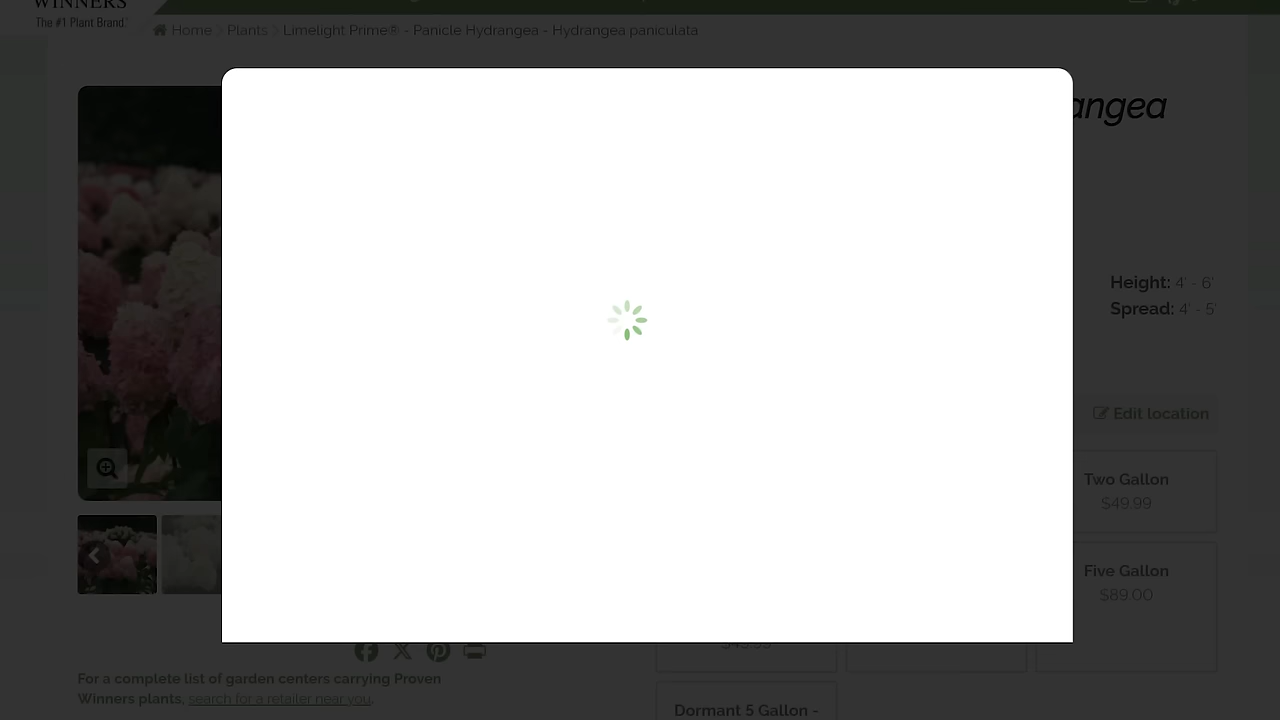 WINNERS
The #1 Plant Brand.
Home > Plants > Limelight Prime® - Panicle Hydrangea - Hydrangea paniculata
angea
Height: 4' - 6'
Spread: 4' - 5'
Edit location
Two Gallon
$49.99
Five Gallon
$89.00
For a complete list of garden centers carrying Proven
Winners plants, search for a retailer near you.
Dormant 5 Gallon -